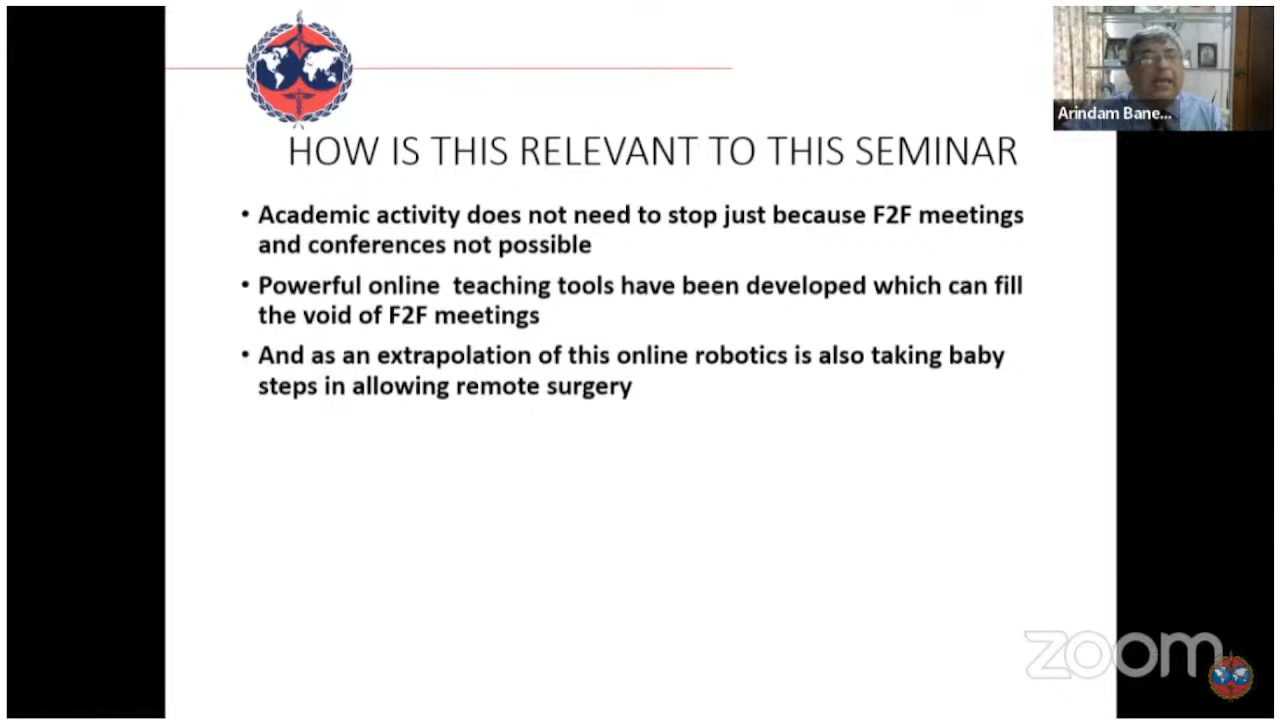 Arindam Bane...
HOW IS THIS RELEVANT TO THIS SEMINAR
• Academic activity does not need to stop just because F2F meetings
and conferences not possible
• Powerful online teaching tools have been developed which can fill
the void of F2F meetings
• And as an extrapolation of this online robotics is also taking baby
steps in allowing remote surgery
zoom